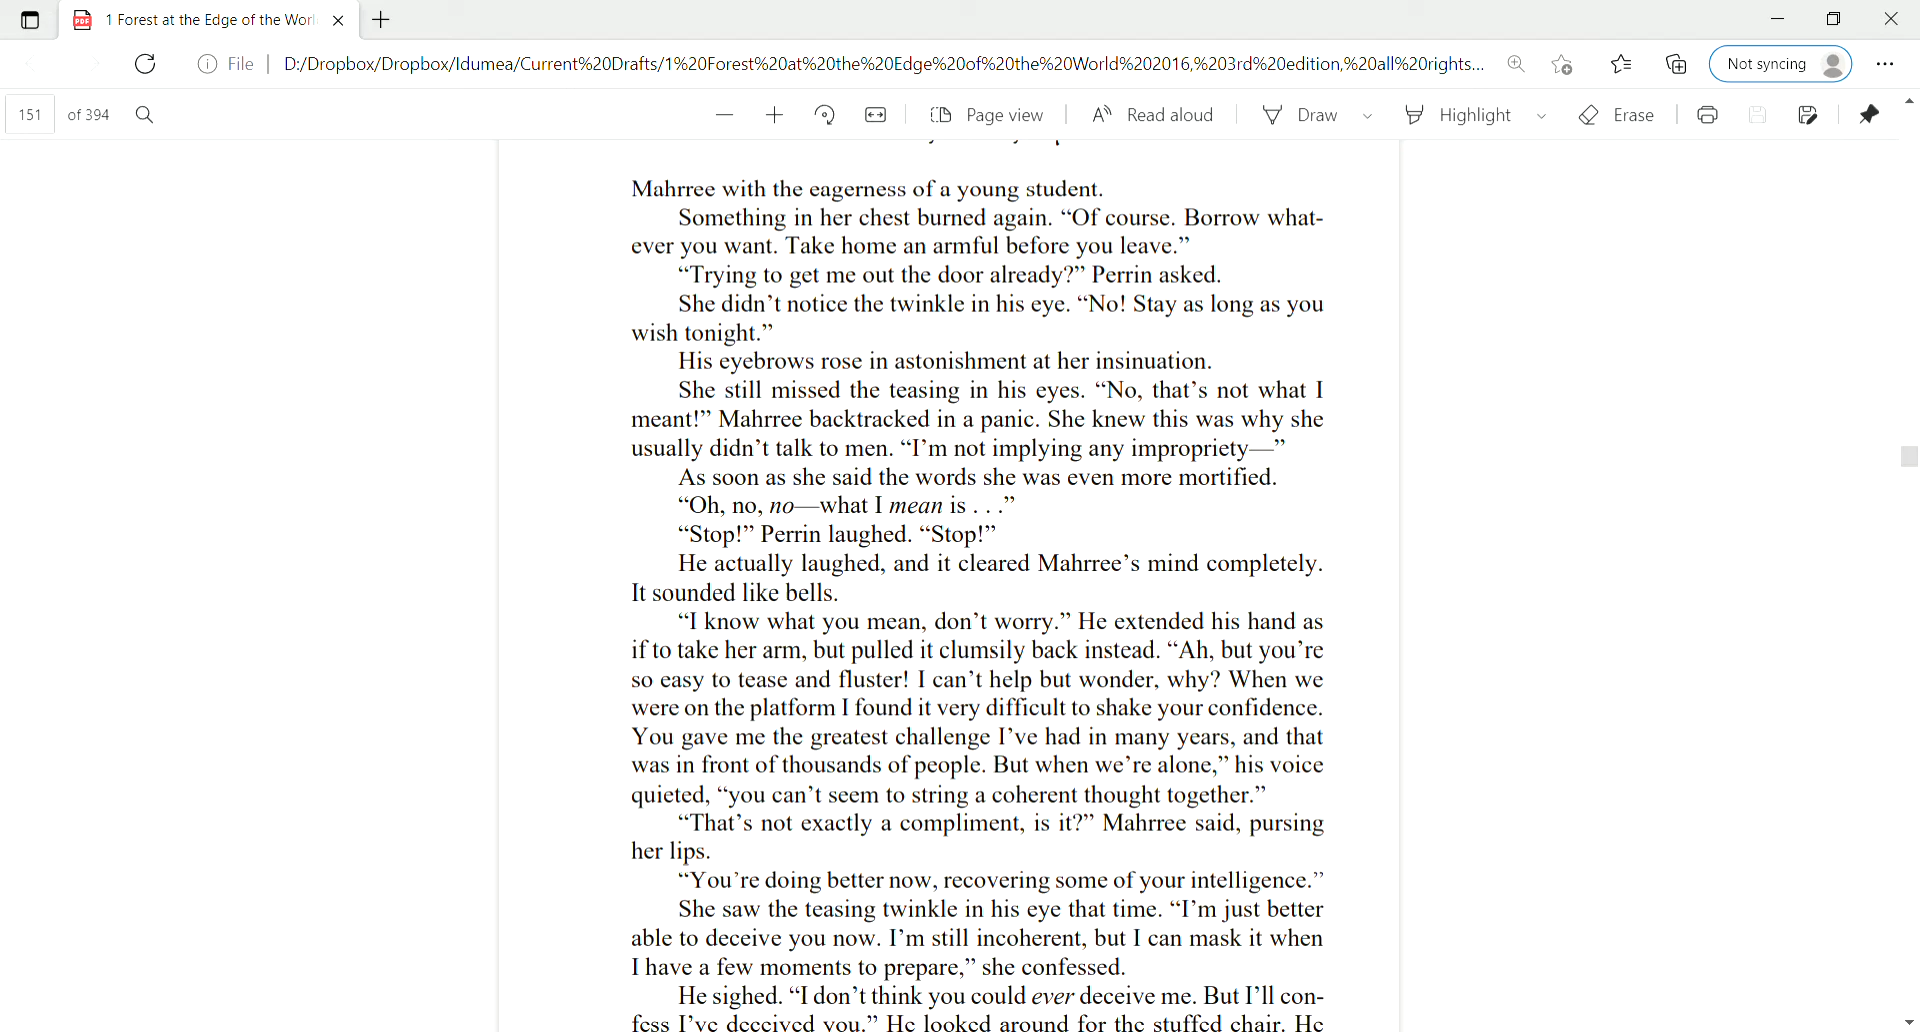 1 Forest at the Edge of the Worl
File
D:/Dropbox/Dropbox/Idumea/Current%20Drafts/1%20Forest%20at%20the%20Edge%20of%20the%20World%202016,%203rd%20edition,%20all%20rights...
Not syncing
151 of 394
Page view
Read aloud
Draw
Highlight
Erase
Mahrree with the eagerness of a young student.
Something in her chest burned again. “Of course. Borrow what-
ever you want. Take home an armful before you leave.”
“Trying to get me out the door already?” Perrin asked.
She didn’t notice the twinkle in his eye. “No! Stay as long as you
wish tonight.”
His eyebrows rose in astonishment at her insinuation.
She still missed the teasing in his eyes. “No, that’s not what I
meant!” Mahrree backtracked in a panic. She knew this was why she
usually didn’t talk to men. “I’m not implying any impropriety—”
As soon as she said the words she was even more mortified.
“Oh, no, no—what I mean is . . .”
“Stop!” Perrin laughed. “Stop!”
He actually laughed, and it cleared Mahrree’s mind completely.
It sounded like bells.
“I know what you mean, don’t worry.” He extended his hand as
if to take her arm, but pulled it clumsily back instead. “Ah, but you’re
so easy to tease and fluster! I can’t help but wonder, why? When we
were on the platform I found it very difficult to shake your confidence.
You gave me the greatest challenge I’ve had in many years, and that
was in front of thousands of people. But when we’re alone,” his voice
quieted, “you can’t seem to string a coherent thought together.”
“That’s not exactly a compliment, is it?” Mahrree said, pursing
her lips.
“You’re doing better now, recovering some of your intelligence.”
She saw the teasing twinkle in his eye that time. “I’m just better
able to deceive you now. I’m still incoherent, but I can mask it when
I have a few moments to prepare,” she confessed.
He sighed. “I don’t think you could ever deceive me. But I’ll con-
fess I’ve deceived you.” He looked around for the stuffed chair. He